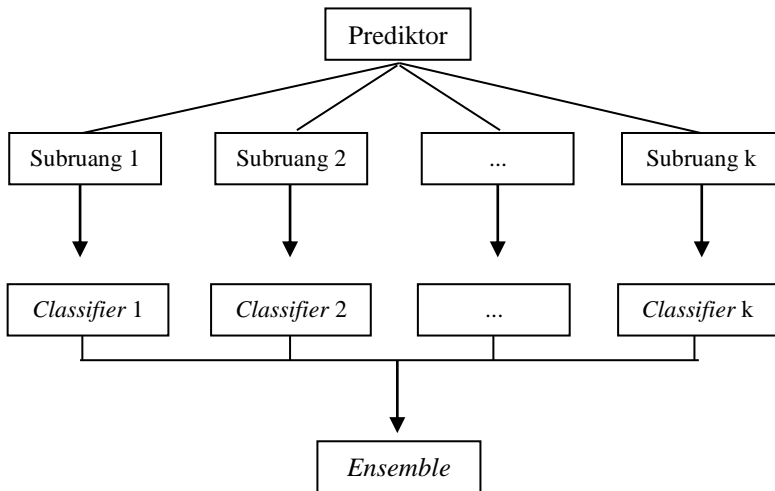 Prediktor
Subruang 1
Subruang 2
...
Subruang k
Classifier 1
Classifier 2
...
Classifier k
Ensemble